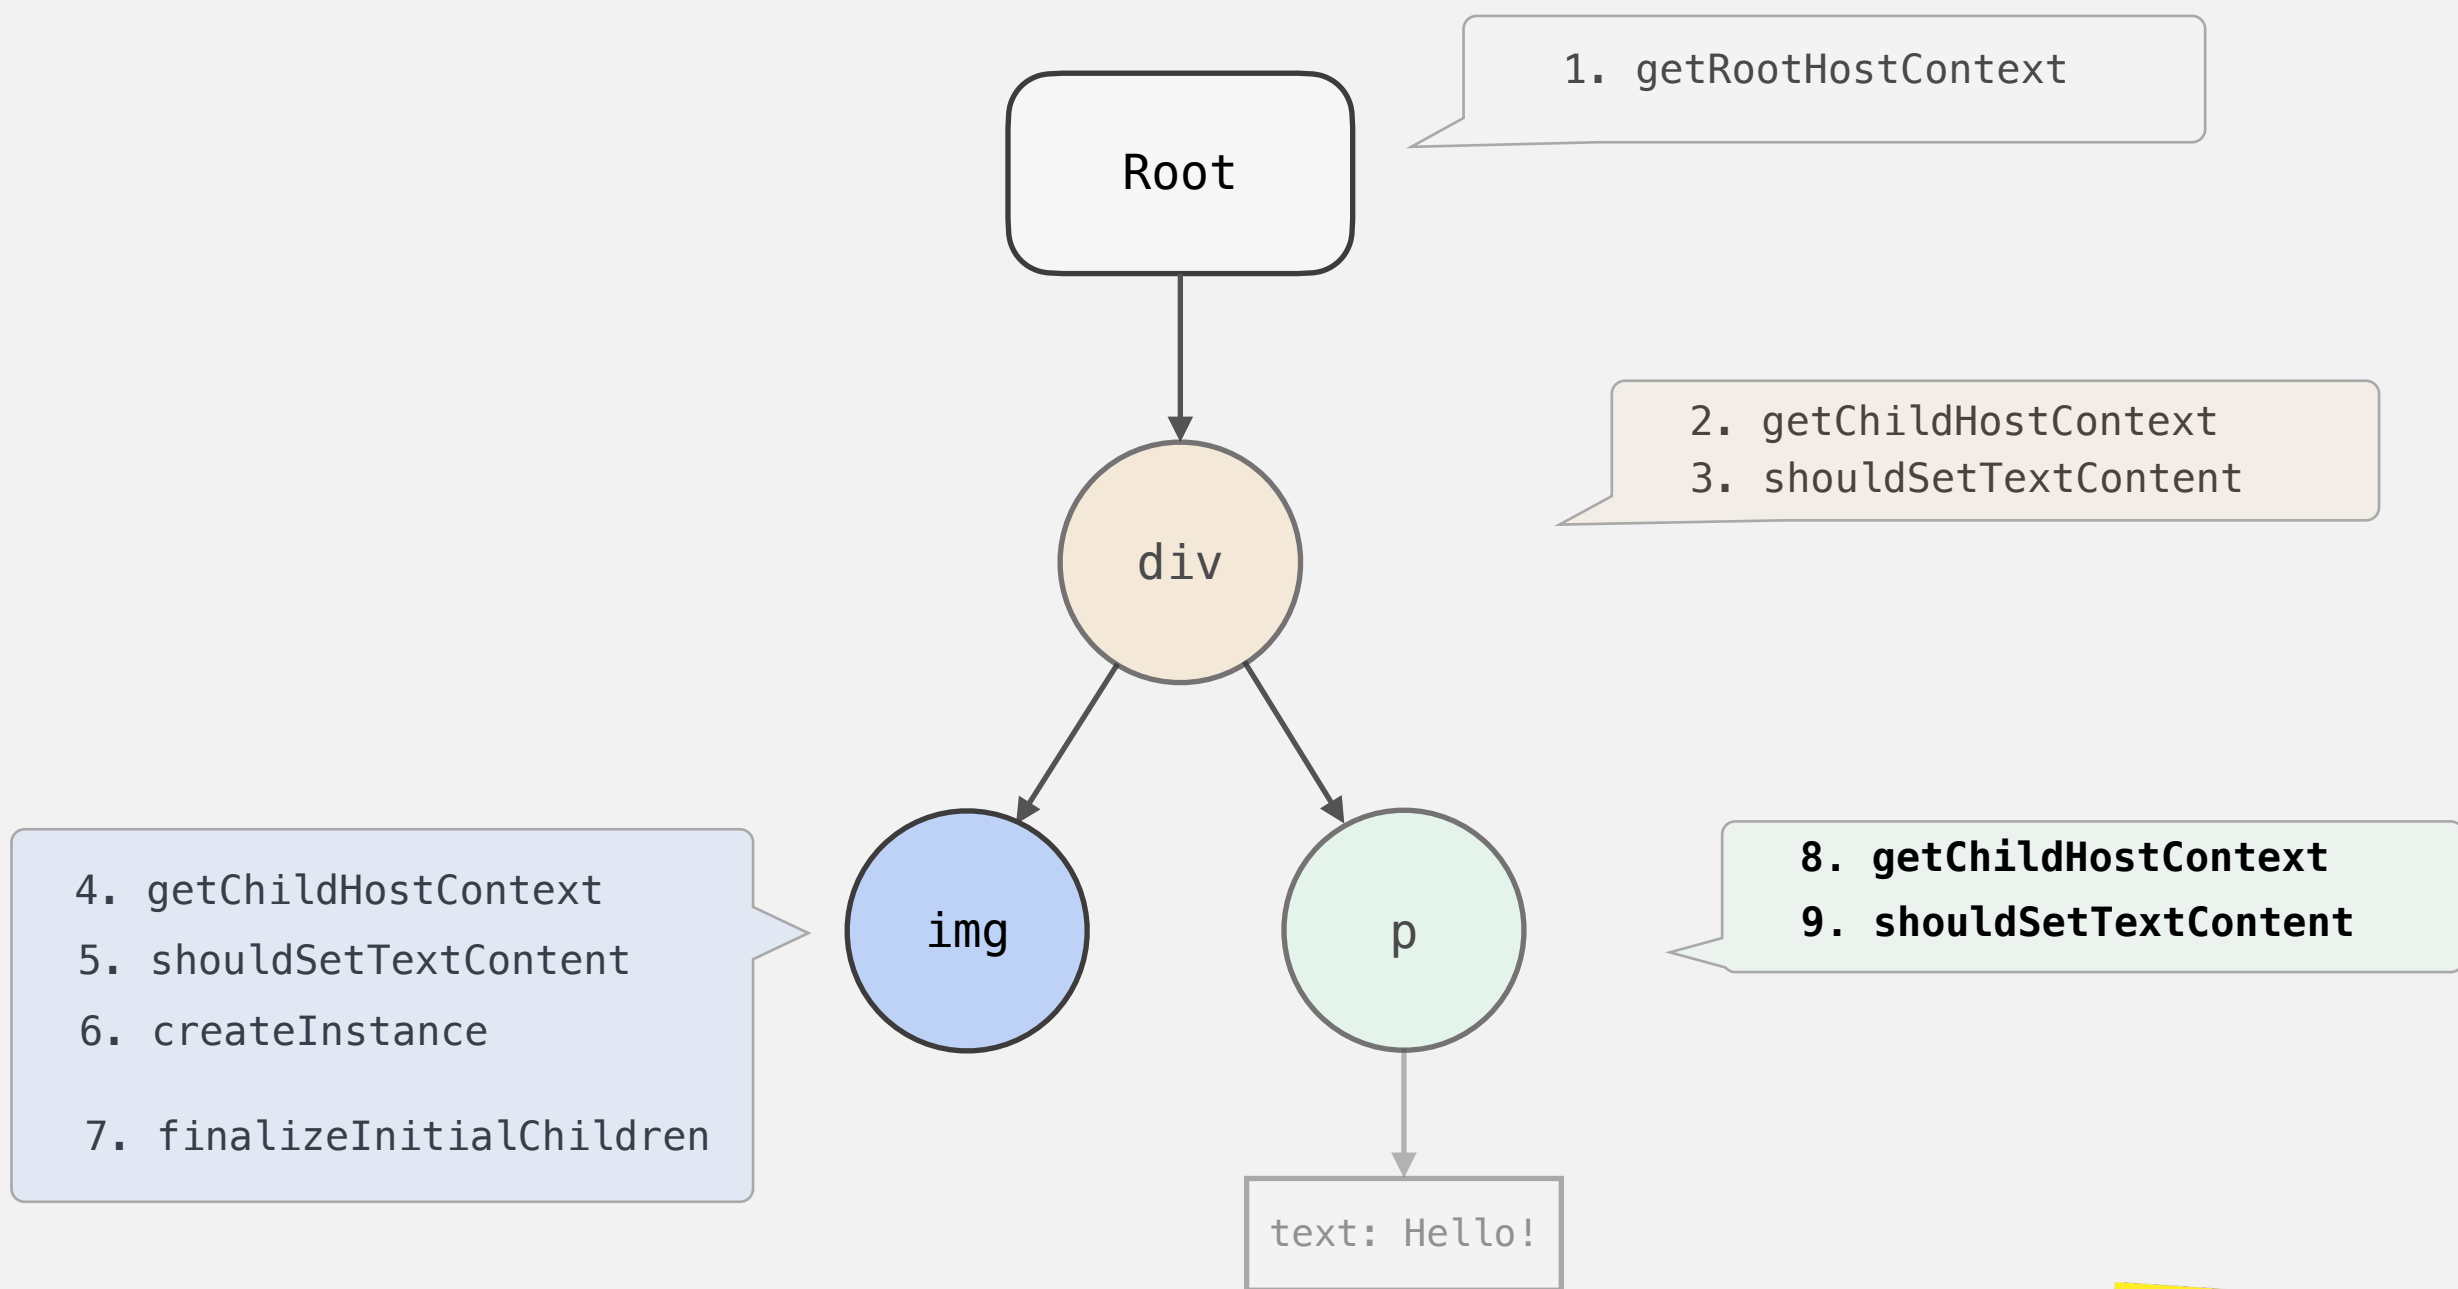 1. getRootHostContext
Root
2. getChildHostContext
3. shouldSetTextContent
div
4. getChildHostContext
5. shouldSetTextContent
6. createInstance
7. finalizeInitialChildren
img
p
8. getChildHostContext
9. shouldSetTextContent
text: Hello!